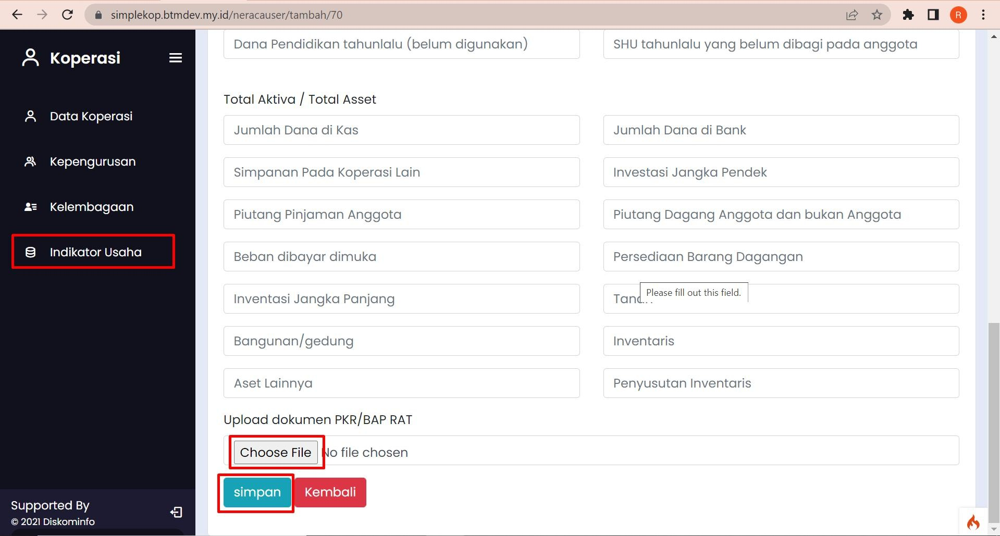 simplekop.btmdev.my.id/neracauser/tambah/70
R
Koperasi
Data Koperasi
Kepengurusan
Kelembagaan
Indikator Usaha
Supported By
© 2021 Diskominfo
Dana Pendidikan tahunlalu (belum digunakan)
SHU tahunlalu yang belum dibagi pada anggota
Total Aktiva / Total Asset
Jumlah Dana di Kas
Jumlah Dana di Bank
Simpanan Pada Koperasi Lain
Investasi Jangka Pendek
Piutang Pinjaman Anggota
Piutang Dagang Anggota dan bukan Anggota
Beban dibayar dimuka
Persediaan Barang Dagangan
Please fill out this field.
Inventasi Jangka Panjang
Bangunan/gedung
Inventaris
Aset Lainnya
Penyusutan Inventaris
Upload dokumen PKR/BAP RAT
Choose File No file chosen
simpan
Kembali